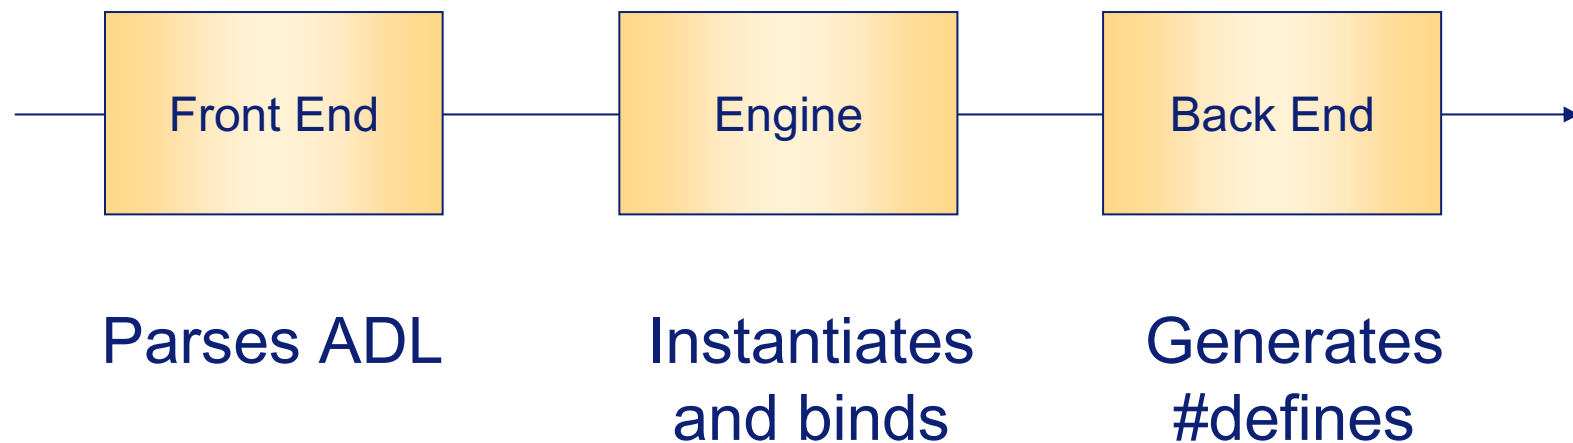 Front End
Engine
Back End
Parses ADL
Instantiates
and binds
Generates
#defines